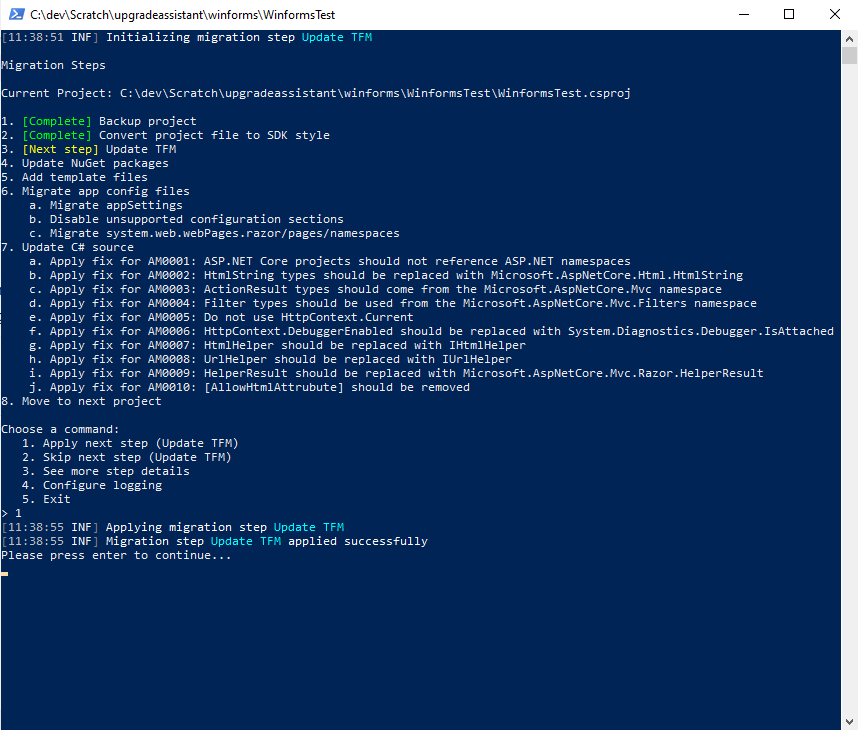 C:\dev\Scratch\upgradeassistant\winforms\WinformsTest
[11:38:51 INF] Initializing migration step Update TFM
Migration Steps
Current Project: C:\dev\Scratch\upgradeassistant\winforms\WinformsTest\WinformsTest.csproj
1. [Complete] Backup project
2. [Complete] Convert project file to SDK style
3. [Next step] Update TFM
4. Update NuGet packages
5. Add template files
6. Migrate app config files
a. Migrate appSettings
b. Disable unsupported configuration sections
c. Migrate system.web.webPages.razor/pages/namespaces
7. Update C# source
a. Apply fix for AM0001: ASP.NET Core projects should not reference ASP.NET namespaces
b. Apply fix for AM0002: HtmlString types should be replaced with Microsoft.AspNetCore.Html.HtmlString
c. Apply fix for AM0003: ActionResult types should come from the Microsoft.AspNetCore.Mvc namespace
d. Apply fix for AM0004: Filter types should be used from the Microsoft.AspNetCore.Mvc.Filters namespace
e. Apply fix for AM0005: Do not use HttpContext.Current
f. Apply fix for AM0006: HttpContext.DebuggerEnabled should be replaced with System.Diagnostics.Debugger.IsAttached
g. Apply fix for AM0007: HtmlHelper should be replaced with IHtmlHelper
h. Apply fix for AM0008: UrlHelper should be replaced with IUrlHelper
i. Apply fix for AM0009: HelperResult should be replaced with Microsoft.AspNetCore.Mvc.Razor.HelperResult
j. Apply fix for AM0010: [AllowHtmlAttrubute] should be removed
8. Move to next project
Choose a command:
1. Apply next step (Update TFM)
2. Skip next step (Update TFM)
3. See more step details
4. Configure logging
5. Exit
> 1
[11:38:55 INF] Applying migration step Update TFM
[11:38:55 INF] Migration step Update TFM applied successfully
Please press enter to continue...